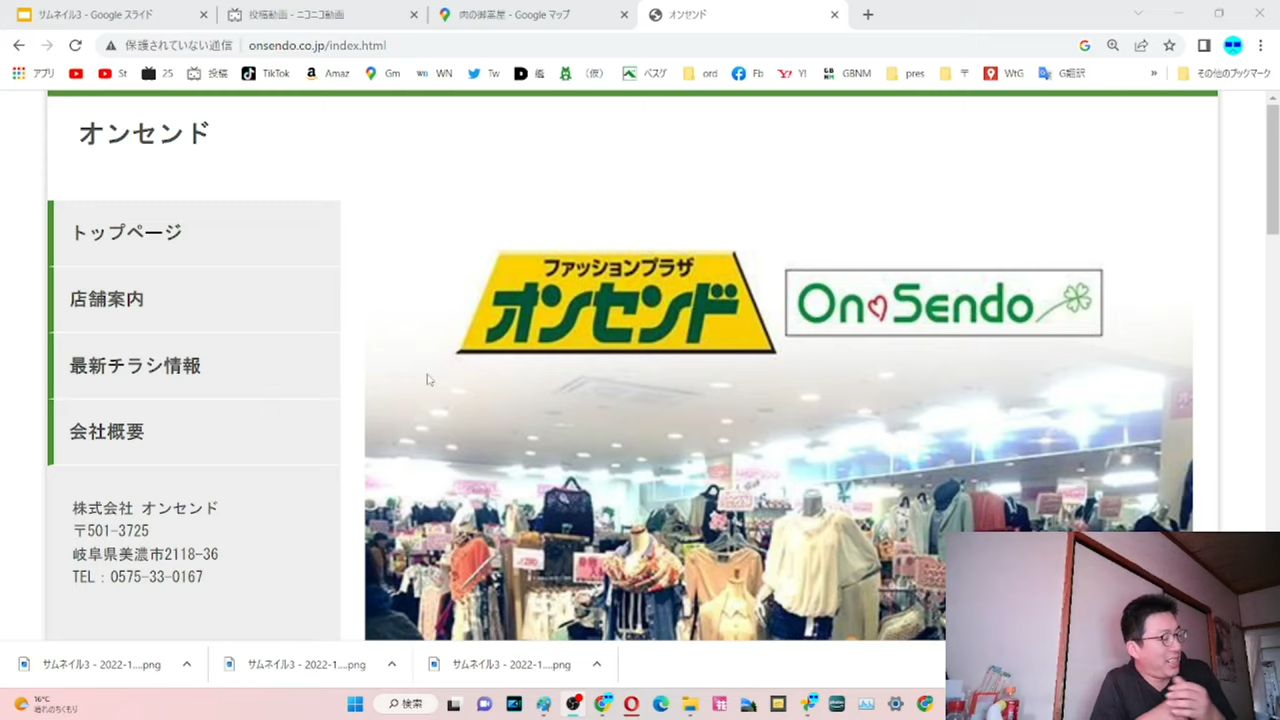 サムネイル3 - Google スライド
投稿動画 - ニコニコ動画
肉の御嵩屋 - Google マップ
オンセンド
保護されていない通信
onsendo.co.jp/index.html
アプリ
St
25
投稿
TikTok
Amaz
Gm
WN
Tw
艦
(仮)
バスゲ
ord
Fb
Y!
GBNM
pres
〒
WtG
G翻訳
»
その他のブックマーク
オンセンド
トップページ
店舗案内
最新チラシ情報
会社概要
株式会社 オンセンド
〒501-3725
岐阜県美濃市2118-36
TEL : 0575-33-0167
ファッションプラザ
オンセンド
On Sendo
サムネイル3 - 2022-1....png
サムネイル3 - 2022-1....png
サムネイル3 - 2022-1....png
16°C
晴れのちくもり
検索